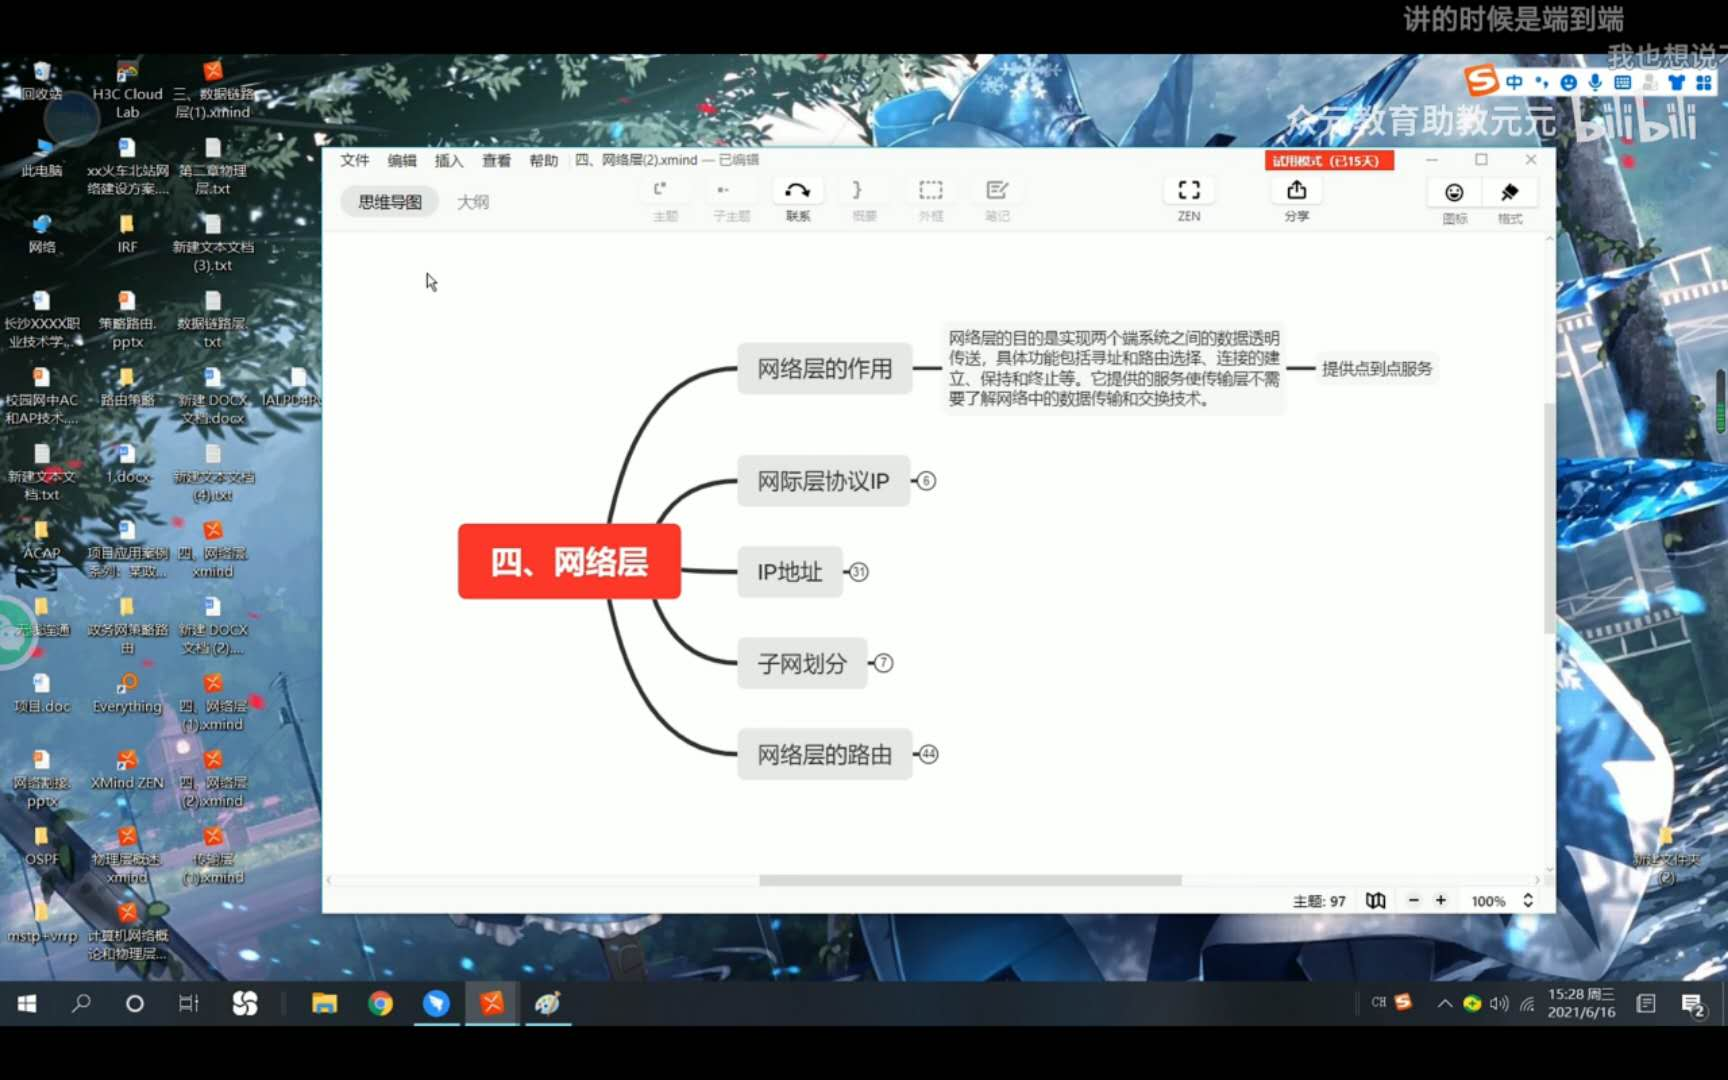 讲的时候是端到端
我也想说
众元教育助教元元 bilibili
中
回收站
H3C Cloud
Lab
三、数据链路
层(1).xmind
此电脑
xx火车北站网
络建设方案....
第二章物理
层.txt
网络
IRF
新建文本文档
(3).txt
长沙XXXX职
业技术学...
策略路由.
pptx
数据链路层.
txt
校园网中AC
和AP技术....
路由策略
新建 DOCX
文档.docx
新建文本文
档.txt
1.docx
新建文本文档
(4).txt
ACAP
项目应用案例
系列：某政...
四、网络层.
xmind
无线连通
政务网策略路
由
新建 DOCX
文档 (2)....
项目.doc
Everything
四、网络层
(1).xmind
网络割接.
pptx
XMind ZEN
四、网络层
(2).xmind
OSPF
物理层概述.
xmind
传输层
(1).xmind
mstp+vrrp
计算机网络概
论和物理层...
新建文件夹
(2)
文件 编辑 插入 查看 帮助 四、网络层(2).xmind — 已编辑
试用模式（已15天）
思维导图 大纲
主题 子主题 联系 概要 外框 笔记 ZEN 分享 图标 格式
四、网络层
网络层的作用
网络层的目的是实现两个端系统之间的数据透明
传送，具体功能包括寻址和路由选择、连接的建
立、保持和终止等。它提供的服务使传输层不需
要了解网络中的数据传输和交换技术。
提供点到点服务
网际层协议IP 6
IP地址 31
子网划分 7
网络层的路由 44
主题: 97 100%
CH
15:28 周三
2021/6/16
2